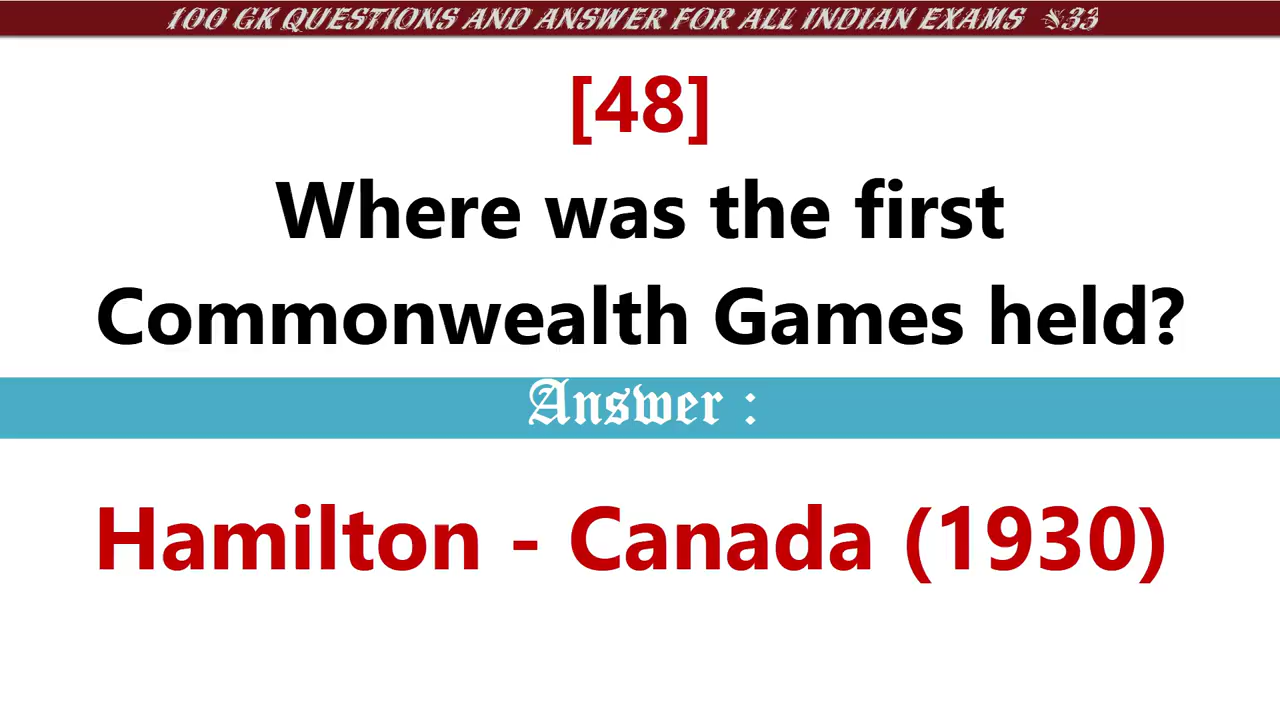 100 GK QUESTIONS AND ANSWER FOR ALL INDIAN EXAMS
[48]
Where was the first
Commonwealth Games held?
Answer :
Hamilton - Canada (1930)